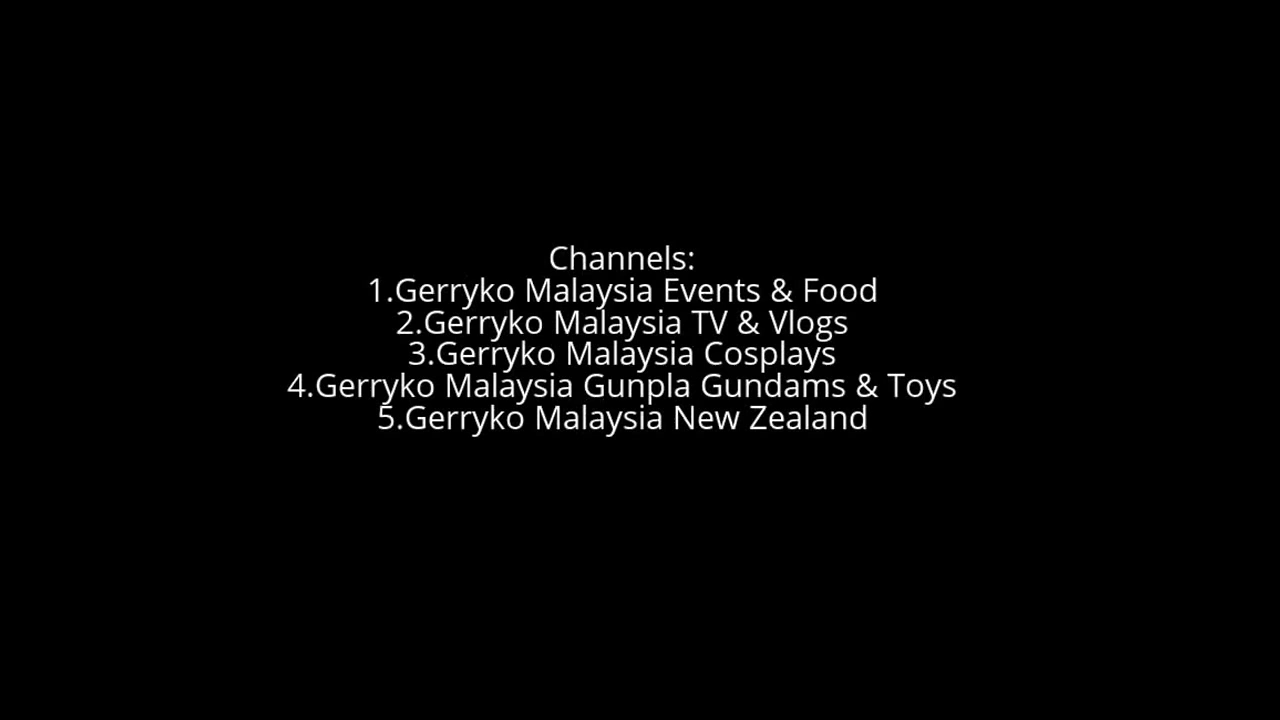 Channels:
1.Gerryko Malaysia Events & Food
2.Gerryko Malaysia TV & Vlogs
3.Gerryko Malaysia Cosplays
4.Gerryko Malaysia Gunpla Gundams & Toys
5.Gerryko Malaysia New Zealand